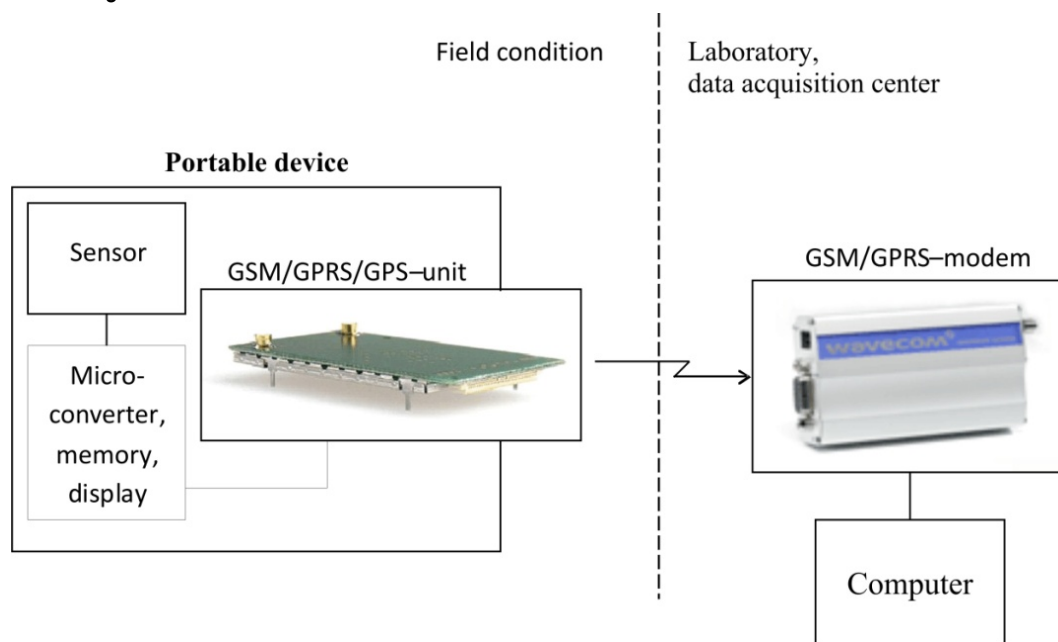 Field condition
Laboratory,
data acquisition center
Portable device
Sensor
GSM/GPRS/GPS–unit
GSM/GPRS–modem
wavecom
Micro-
converter,
memory,
display
Computer